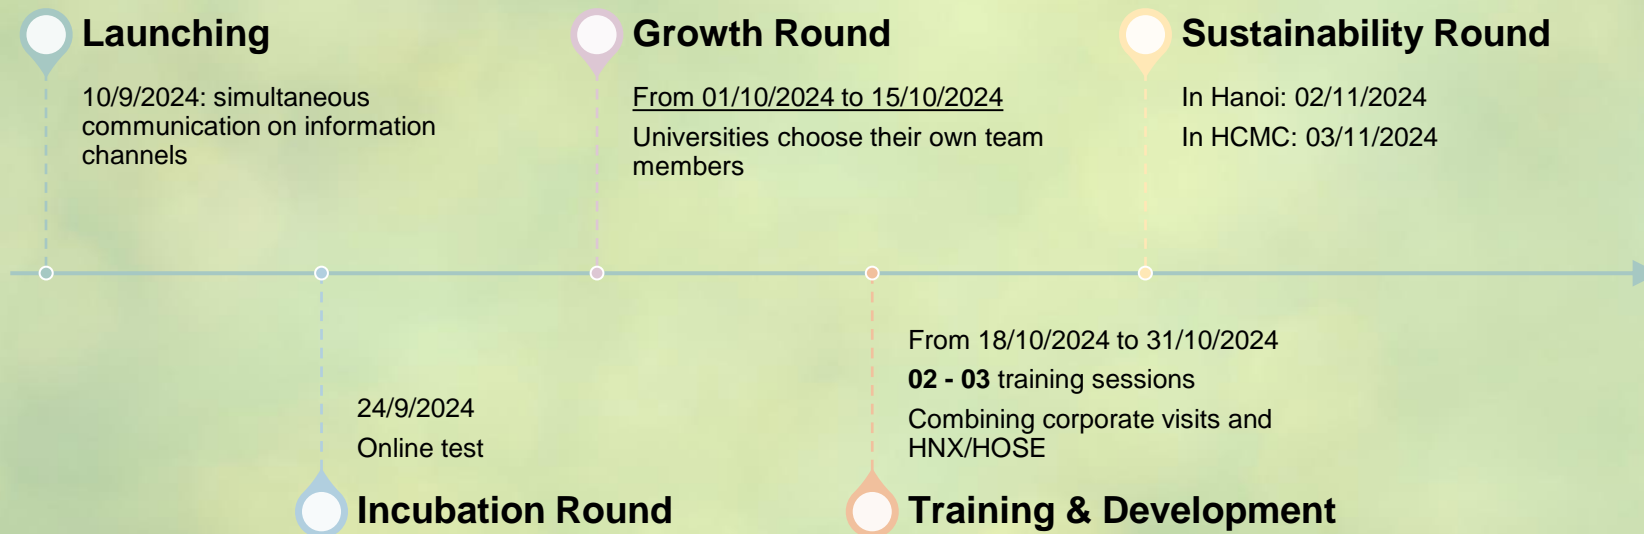 Launching
10/9/2024: simultaneous
communication on information
channels
Growth Round
From 01/10/2024 to 15/10/2024
Universities choose their own team
members
Sustainability Round
In Hanoi: 02/11/2024
In HCMC: 03/11/2024
24/9/2024
Online test
Incubation Round
From 18/10/2024 to 31/10/2024
02 - 03 training sessions
Combining corporate visits and
HNX/HOSE
Training & Development